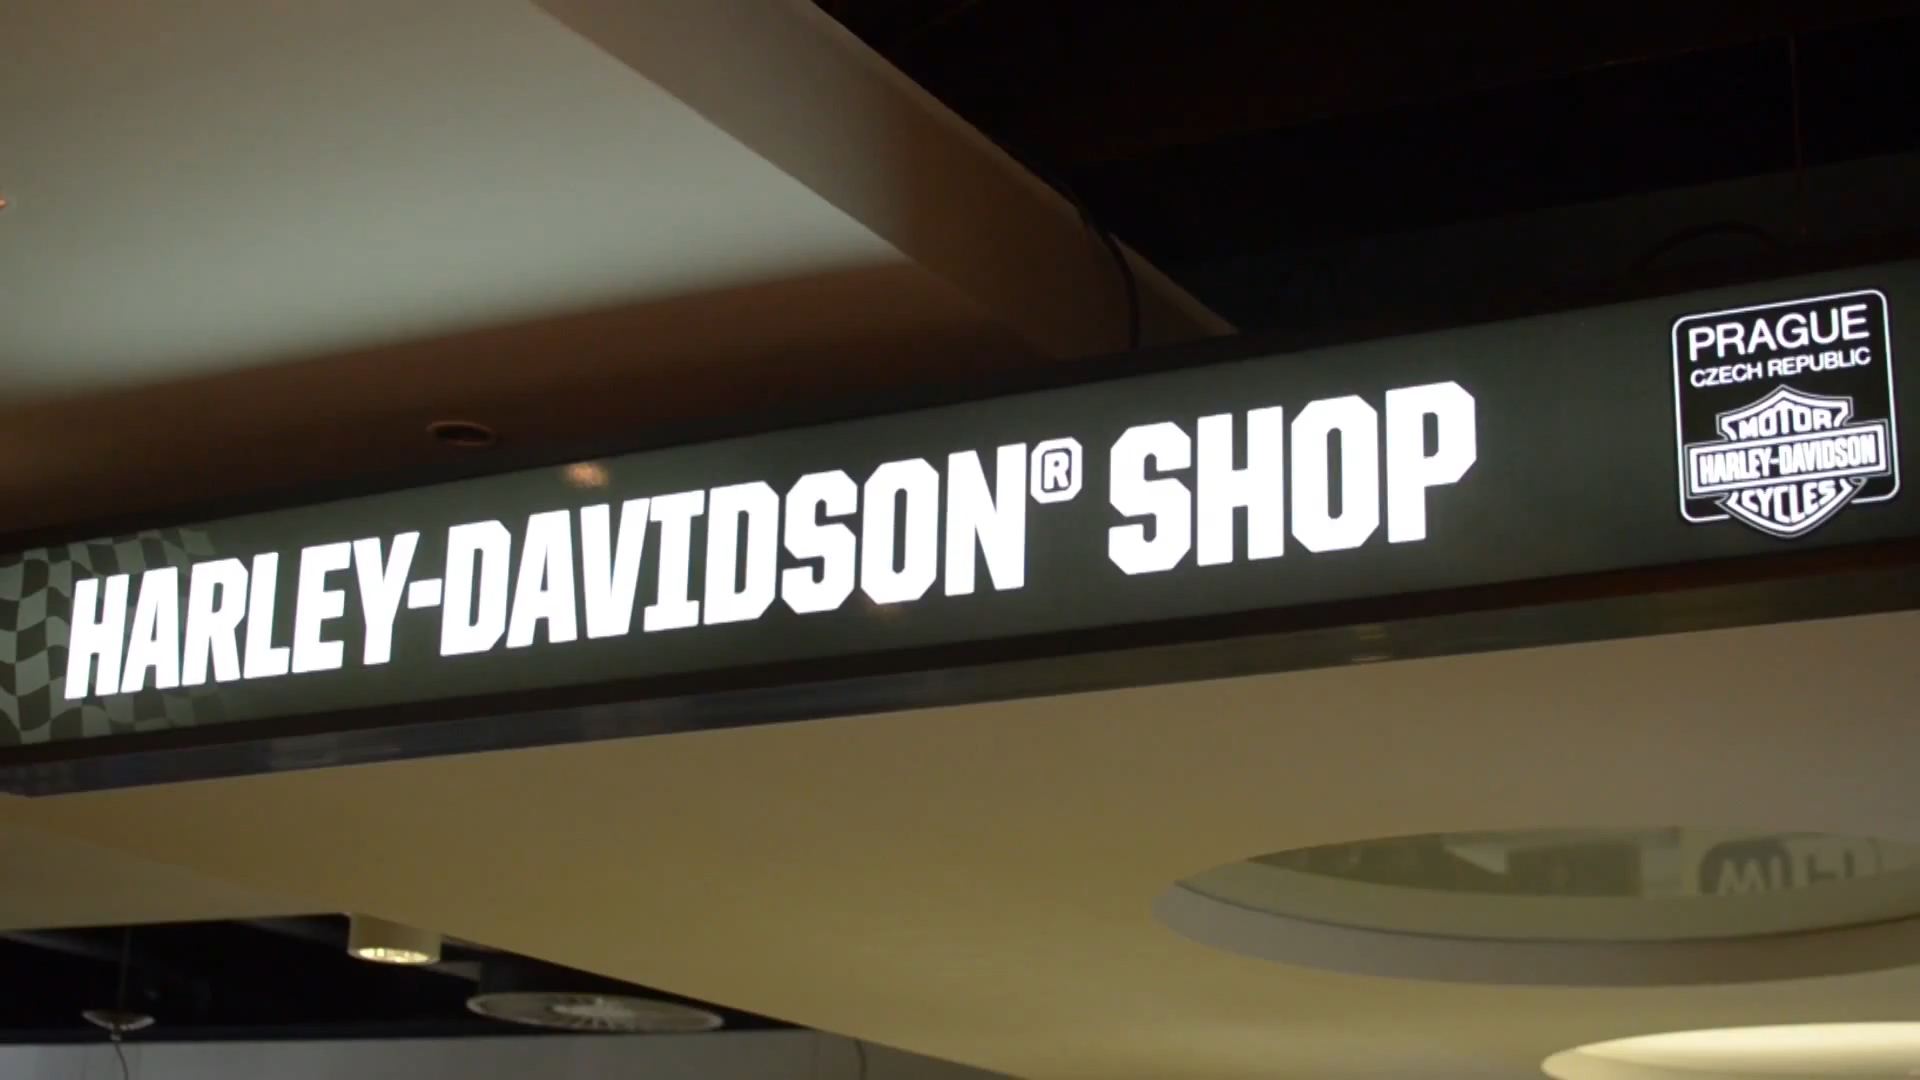 HARLEY-DAVIDSON® SHOP
PRAGUE
CZECH REPUBLIC
MOTOR
HARLEY-DAVIDSON
CYCLES